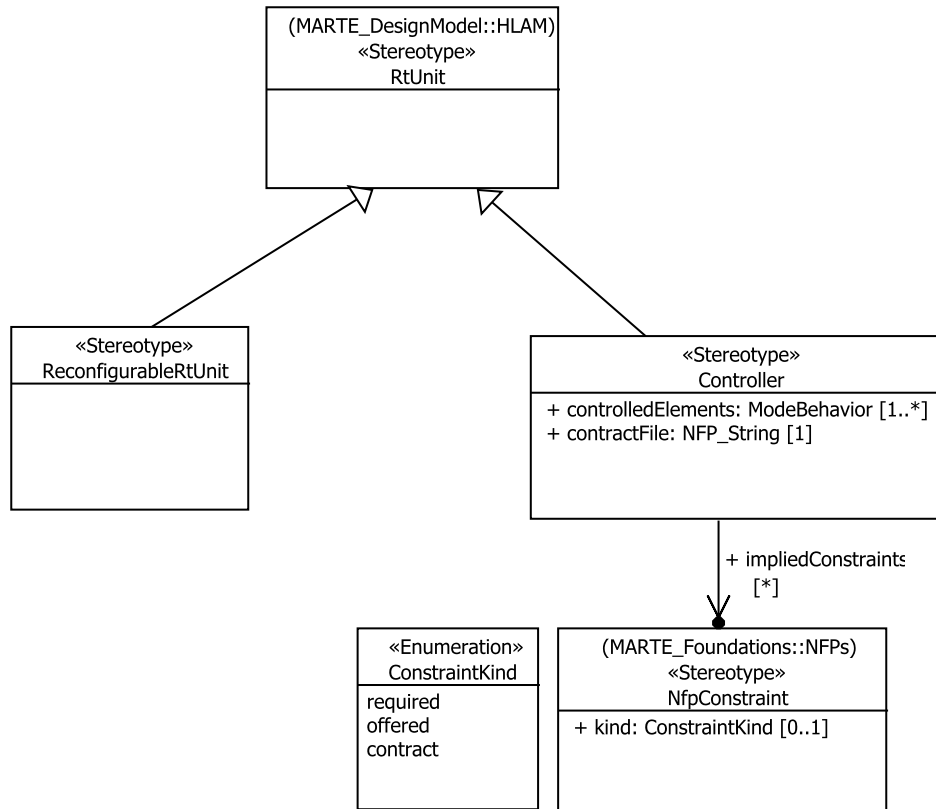 (MARTE_DesignModel::HLAM)
«Stereotype»
RtUnit
«Stereotype»
ReconfigurableRtUnit
«Stereotype»
Controller
+ controlledElements: ModeBehavior [1..*]
+ contractFile: NFP_String [1]
+ impliedConstraints
[*]
«Enumeration»
ConstraintKind
required
offered
contract
(MARTE_Foundations::NFPs)
«Stereotype»
NfpConstraint
+ kind: ConstraintKind [0..1]